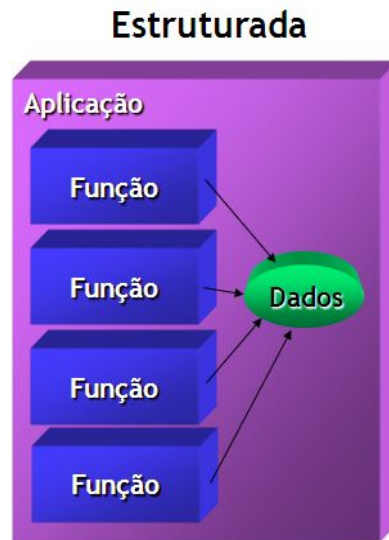 Estruturada
Aplicação
Função
Função
Dados
Função
Função